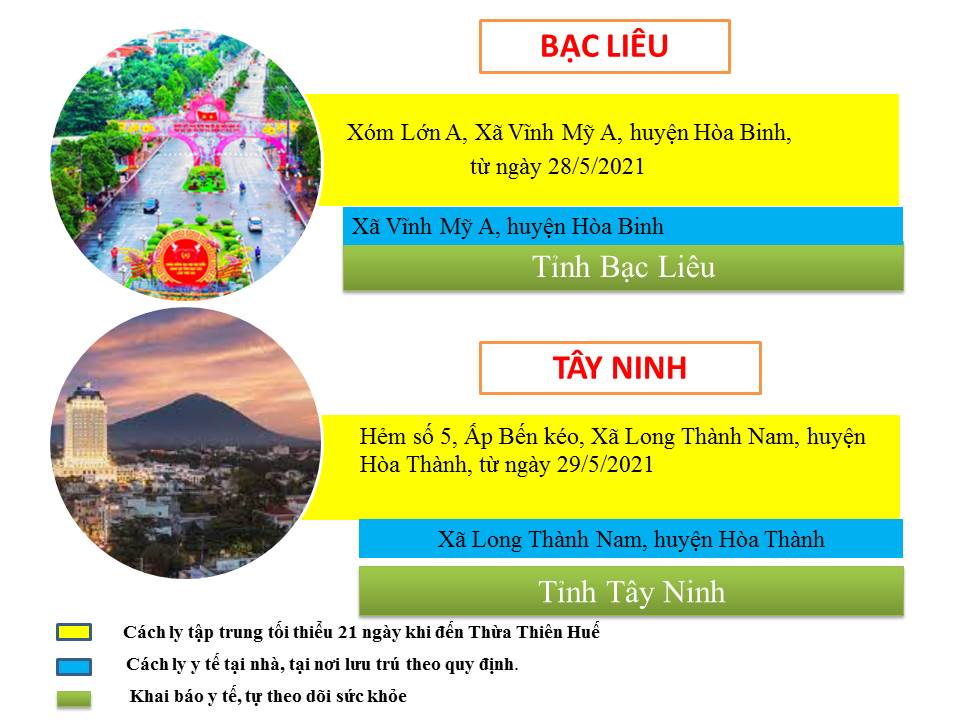 BẠC LIÊU
Xóm Lớn A, Xã Vĩnh Mỹ A, huyện Hòa Binh,
từ ngày 28/5/2021
Xã Vĩnh Mỹ A, huyện Hòa Binh
Tỉnh Bạc Liêu
TÂY NINH
Hẻm số 5, Ấp Bến kéo, Xã Long Thành Nam, huyện
Hòa Thành, từ ngày 29/5/2021
Xã Long Thành Nam, huyện Hòa Thành
Tỉnh Tây Ninh
Cách ly tập trung tối thiểu 21 ngày khi đến Thừa Thiên Huế
Cách ly y tế tại nhà, tại nơi lưu trú theo quy định.
Khai báo y tế, tự theo dõi sức khỏe